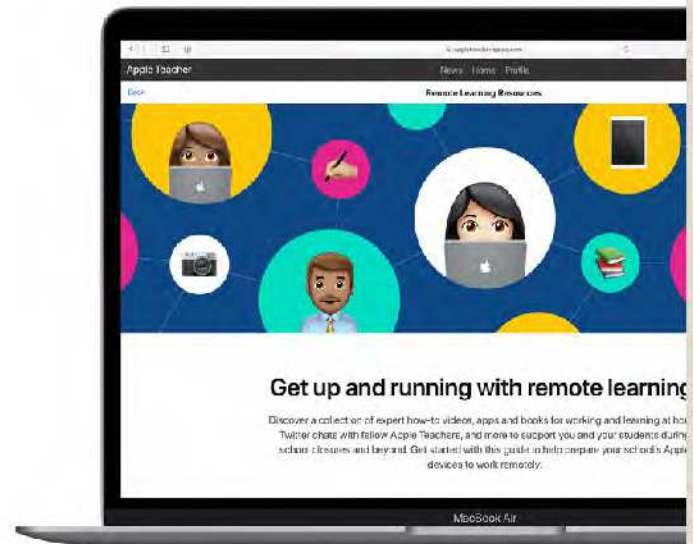 Apple Teacher
News Home Profile
Back
Remote Learning Resources
Get up and running with remote learning
Discover a collection of expert how-to videos, apps and books for working and learning at
Twitter chats with fellow Apple Teachers, and more to support you and your students during
school closures and beyond. Get started with this guide to help prepare your school's
devices to work remotely.
MacBook Air